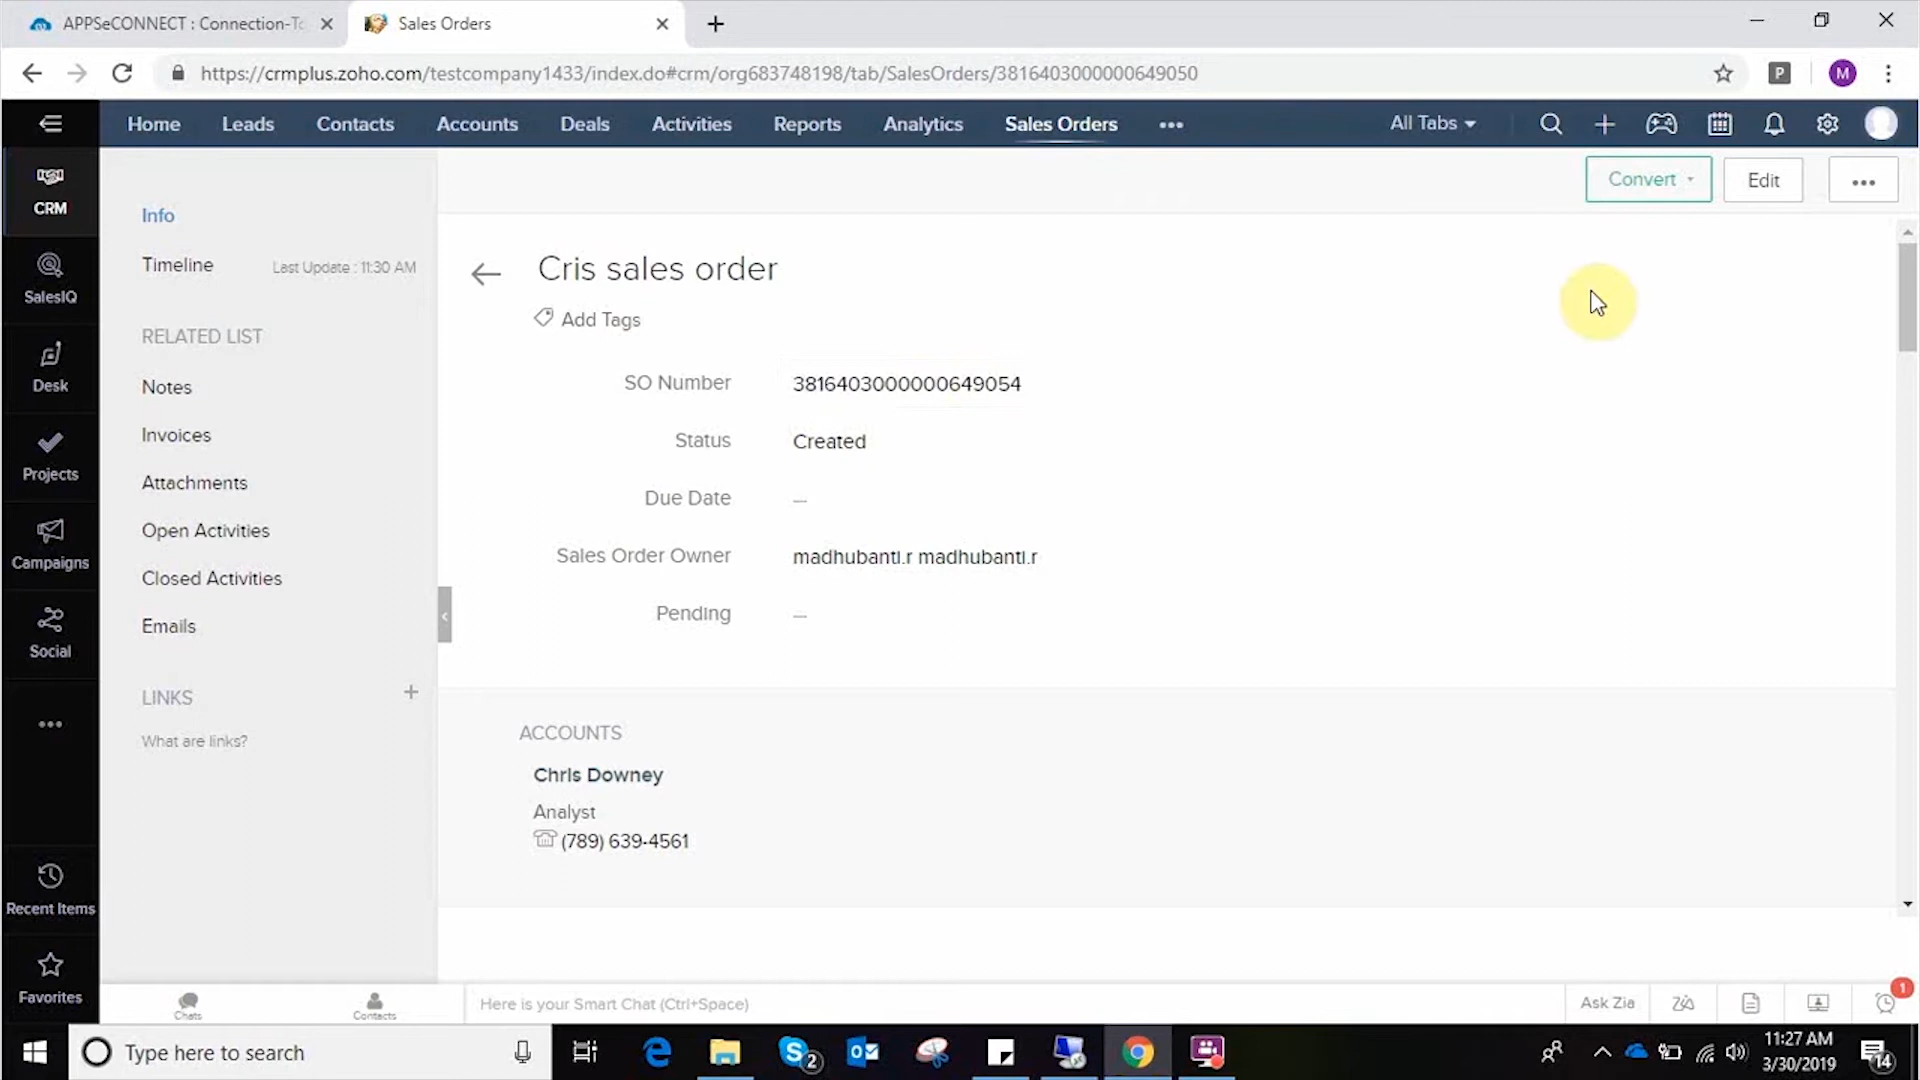 APPSeCONNECT : Connection-To
Sales Orders
https://crmplus.zoho.com/testcompany1433/index.do#crm/org683748198/tab/SalesOrders/3816403000000649050
P
M
Home
Leads
Contacts
Accounts
Deals
Activities
Reports
Analytics
Sales Orders
All Tabs
CRM
SalesIQ
Desk
Projects
Campaigns
Social
Recent Items
Favorites
Info
Timeline
Last Update : 11:30 AM
RELATED LIST
Notes
Invoices
Attachments
Open Activities
Closed Activities
Emails
LINKS
What are links?
Convert
Edit
Cris sales order
Add Tags
SO Number
3816403000000649054
Status
Created
Due Date
—
Sales Order Owner
madhubanti.r madhubanti.r
Pending
—
ACCOUNTS
Chris Downey
Analyst
(789) 639-4561
Chats
Contacts
Here is your Smart Chat (Ctrl+Space)
Ask Zia
1
Type here to search
2
11:27 AM
3/30/2019
14